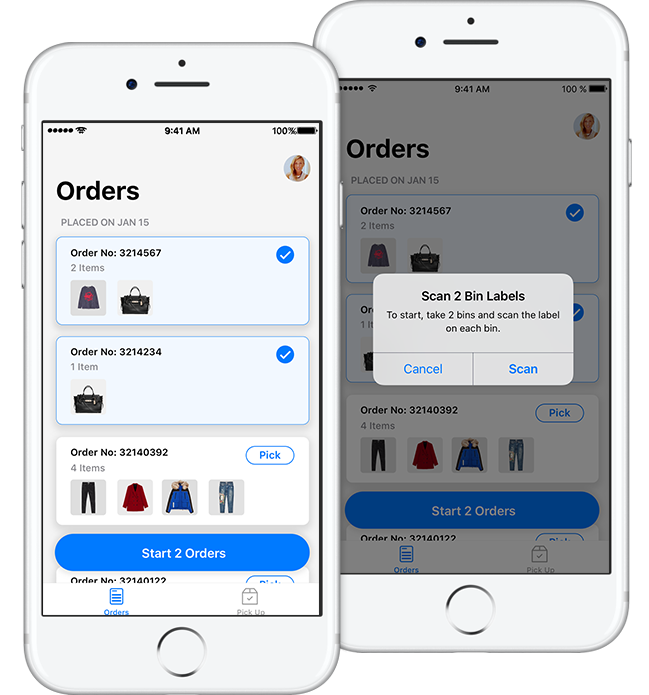 9:41 AM
100%
Orders
PLACED ON JAN 15
Order No: 3214567
2 Items
Order No: 3214234
1 Item
Order No: 32140392
Pick
4 Items
Start 2 Orders
Order No: 32140122
Pick
Orders
Pick Up
9:41 AM
100 %
Orders
PLACED ON JAN 15
Order No: 3214567
2 Items
Scan 2 Bin Labels
To start, take 2 bins and scan the label
on each bin.
Cancel
Scan
Order No: 32140392
Pick
4 Items
Start 2 Orders
Order No: 32140122
Pick
Orders
Pick Up